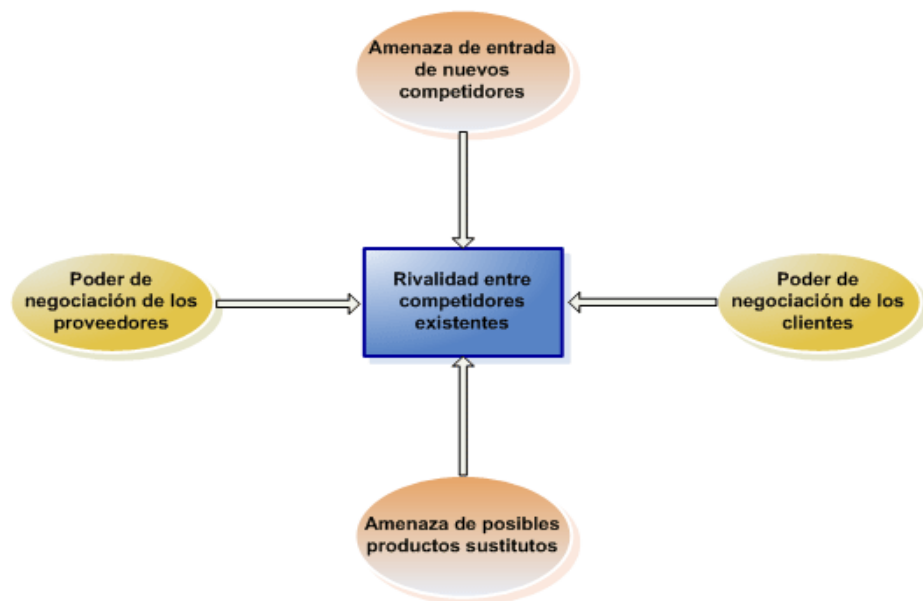 Amenaza de entrada
de nuevos
competidores
Poder de
negociación de los
proveedores
Rivalidad entre
competidores
existentes
Poder de
negociación de los
clientes
Amenaza de posibles
productos sustitutos